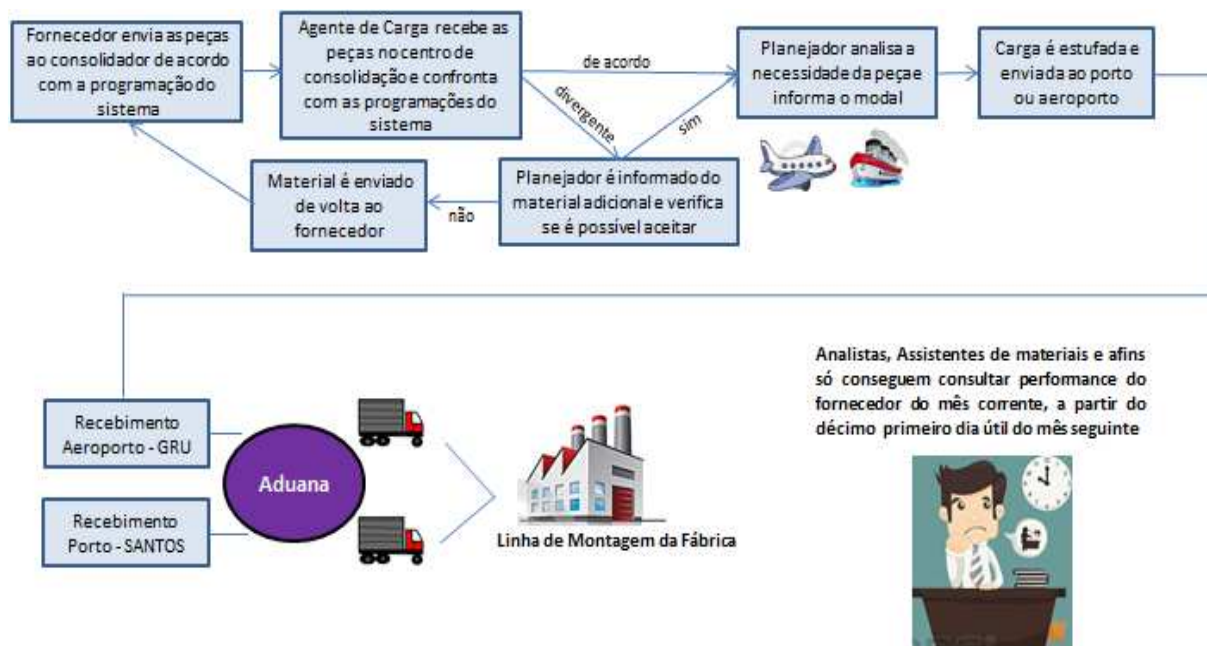 Fornecedor envia as peças
ao consolidador de acordo
com a programação do
sistema
Agente de Carga recebe as
peças no centro de
consolidação e confronta
com as programações do
sistema
de acordo
divergente
sim
Planejador analisa a
necessidade da peça e
informa o modal
Carga é estufada e
enviada ao porto
ou aeroporto
Material é enviado
de volta ao
fornecedor
não
Planejador é informado do
material adicional e verifica
se é possível aceitar
Recebimento
Aeroporto - GRU
Recebimento
Porto - SANTOS
Aduana
Linha de Montagem da Fábrica
Analistas, Assistentes de materiais e afins
só conseguem consultar performance do
fornecedor do mês corrente, a partir do
décimo primeiro dia útil do mês seguinte